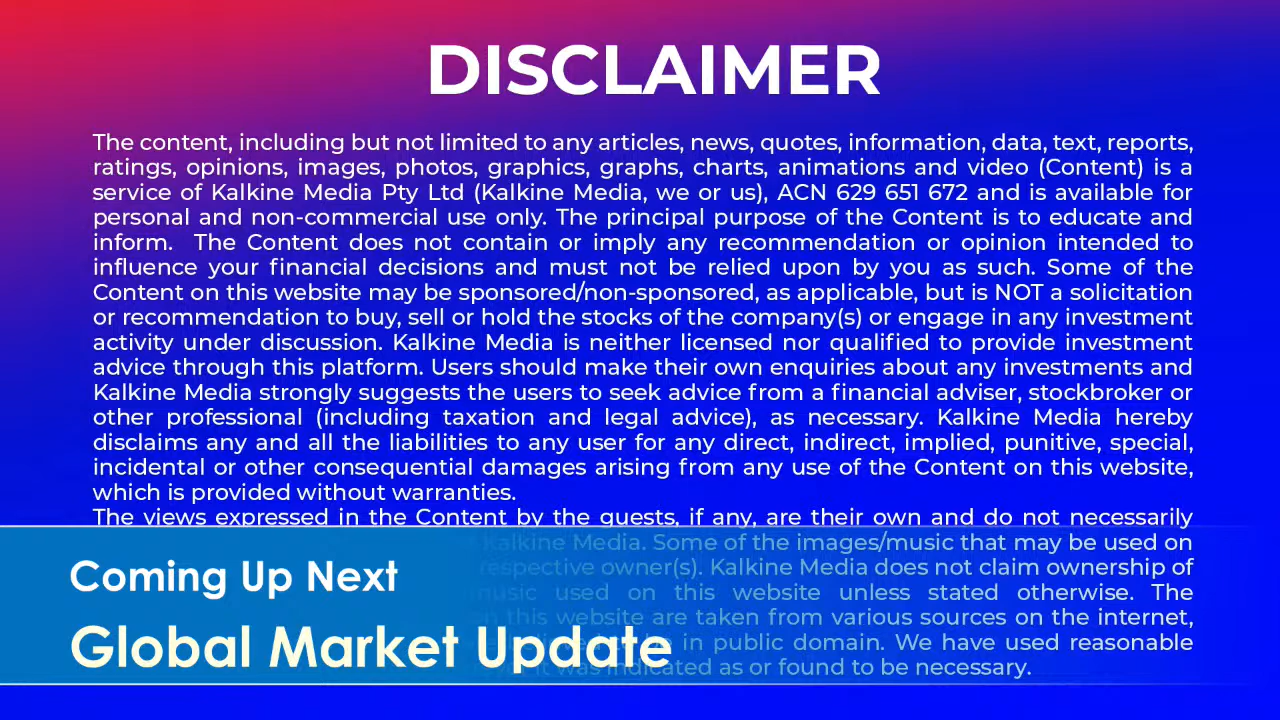 DISCLAIMER
The content, including but not limited to any articles, news, quotes, information, data, text, reports,
ratings, opinions, images, photos, graphics, graphs, charts, animations and video (Content) is a
service of Kalkine Media Pty Ltd (Kalkine Media, we or us), ACN 629 651 672 and is available for
personal and non-commercial use only. The principal purpose of the Content is to educate and
inform. The Content does not contain or imply any recommendation or opinion intended to
influence your financial decisions and must not be relied upon by you as such. Some of the
Content on this website may be sponsored/non-sponsored, as applicable, but is NOT a solicitation
or recommendation to buy, sell or hold the stocks of the company(s) or engage in any investment
activity under discussion. Kalkine Media is neither licensed nor qualified to provide investment
advice through this platform. Users should make their own enquiries about any investments and
Kalkine Media strongly suggests the users to seek advice from a financial adviser, stockbroker or
other professional (including taxation and legal advice), as necessary. Kalkine Media hereby
disclaims any and all the liabilities to any user for any direct, indirect, implied, punitive, special,
incidental or other consequential damages arising from any use of the Content on this website,
which is provided without warranties.
The views expressed in the Content by the guests, if any, are their own and do not necessarily
Kalkine Media. Some of the images/music that may be used on
respective owner(s). Kalkine Media does not claim ownership of
music used on this website unless stated otherwise. The
on this website are taken from various sources on the internet,
in public domain. We have used reasonable
it was indicated as or found to be necessary.
Coming Up Next
Global Market Update